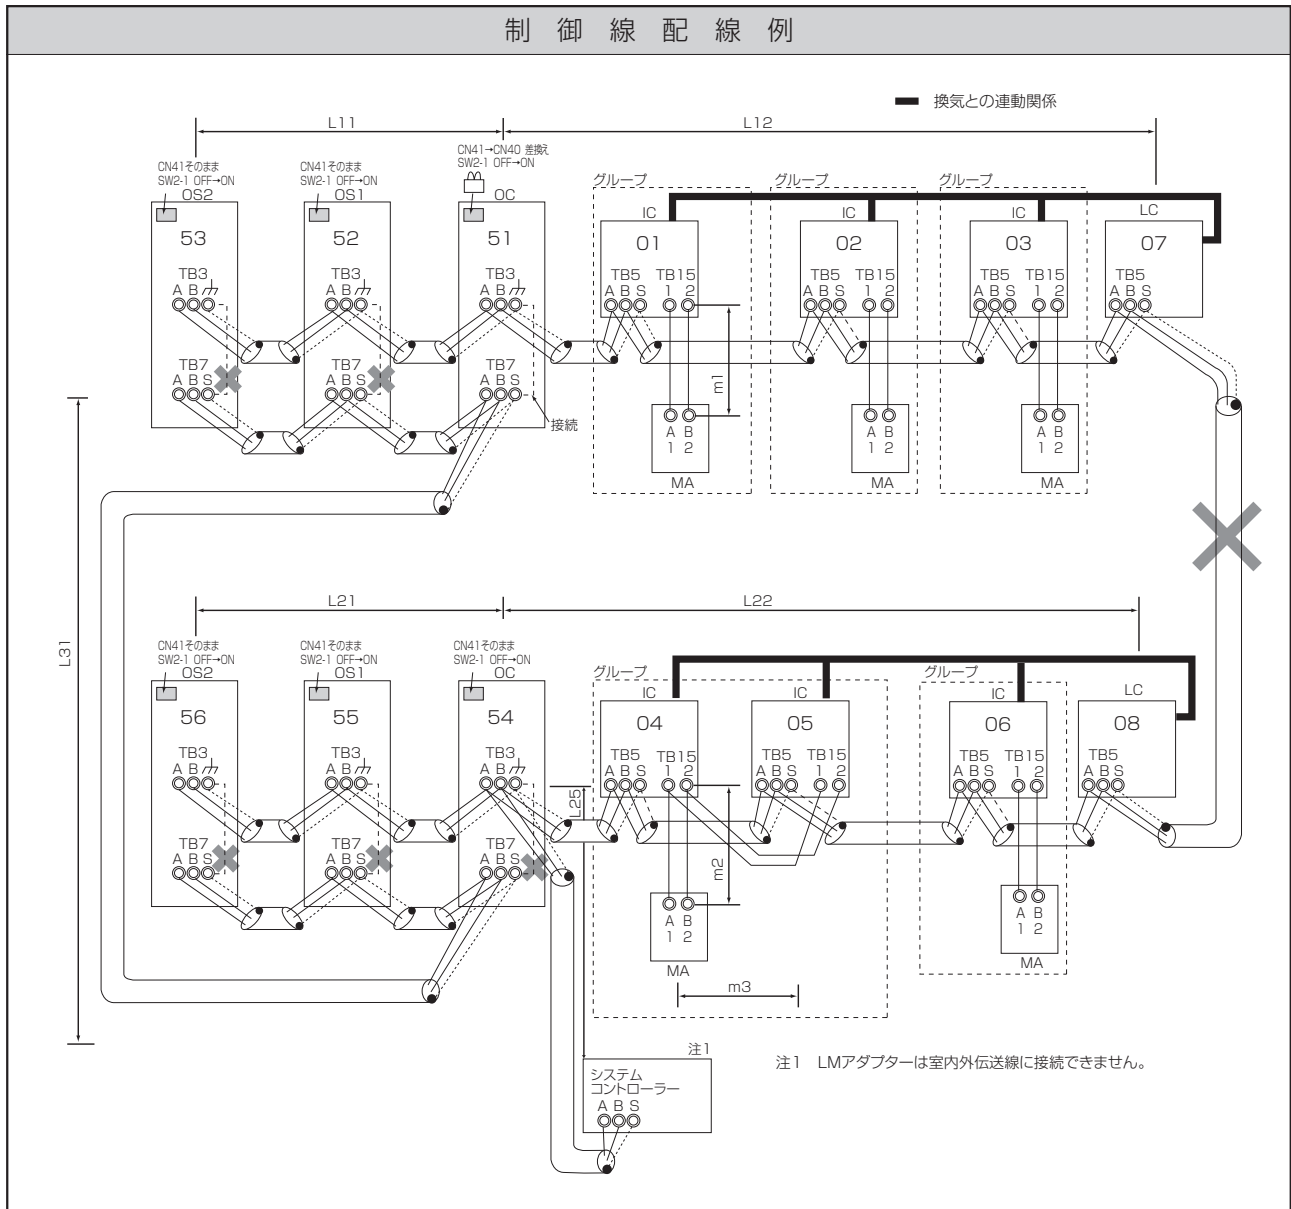 制御線配線例
換気との連動関係
L11
L12
CN41そのまま
SW2-1 OFF→ON
OS2
CN41そのまま
SW2-1 OFF→ON
OS1
CN41→CN40 差換え
SW2-1 OFF→ON
OC
グループ
グループ
グループ
IC
IC
IC
LC
53
52
51
01
02
03
07
TB3
A B
TB3
A B
TB3
A B
TB5
A B S
TB15
1 2
TB5
A B S
TB15
1 2
TB5
A B S
TB15
1 2
TB5
A B S
TB7
A B S
TB7
A B S
TB7
A B S
接続
m1
A B
1 2
MA
A B
1 2
MA
A B
1 2
MA
L31
L21
L22
CN41そのまま
SW2-1 OFF→ON
OS2
CN41そのまま
SW2-1 OFF→ON
OS1
CN41そのまま
SW2-1 OFF→ON
OC
グループ
グループ
IC
IC
IC
LC
56
55
54
04
05
06
08
TB3
A B
TB3
A B
TB3
A B
TB5
A B S
TB15
1 2
TB5
A B S
TB15
1 2
TB5
A B S
TB15
1 2
TB5
A B S
L25
TB7
A B S
TB7
A B S
TB7
A B S
m2
A B
1 2
MA
A B
1 2
MA
m3
注1
システム
コントローラー
A B S
注1 LMアダプターは室内外伝送線に接続できません。